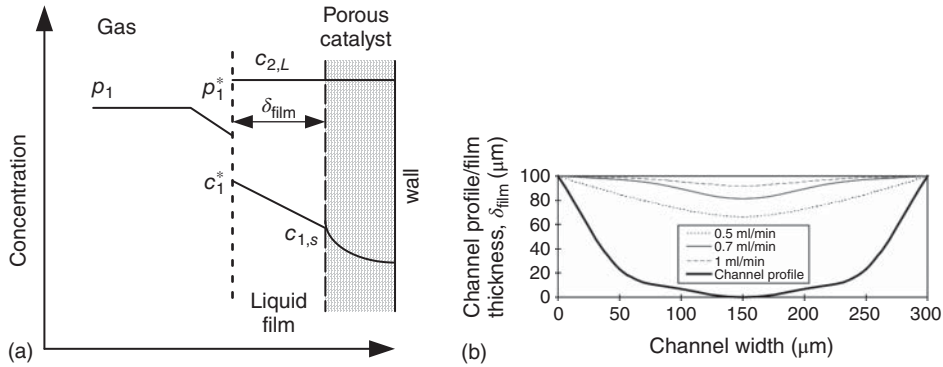 Gas
Porous
catalyst
c2,L
p1
p1*
δfilm
c1*
c1,s
wall
Concentration
Liquid
film
(a)
Channel profile/film
thickness, δfilm (μm)
100
80
60
40
20
0
0.5 ml/min
0.7 ml/min
1 ml/min
Channel profile
0 50 100 150 200 250 300
Channel width (μm)
(b)